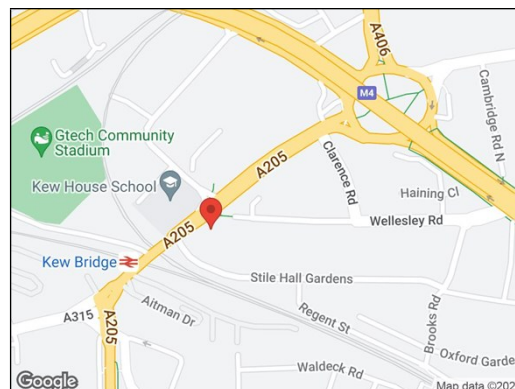 A406
M4
Cambridge Rd N
Gtech Community
Stadium
A205
Clarence Rd
Kew House School
Haining Cl
A205
Wellesley Rd
Kew Bridge
Stile Hall Gardens
A315
A205
Aitman Dr
Regent St
Brooks Rd
Oxford Garde
Waldeck Rd
Google
Map data ©202